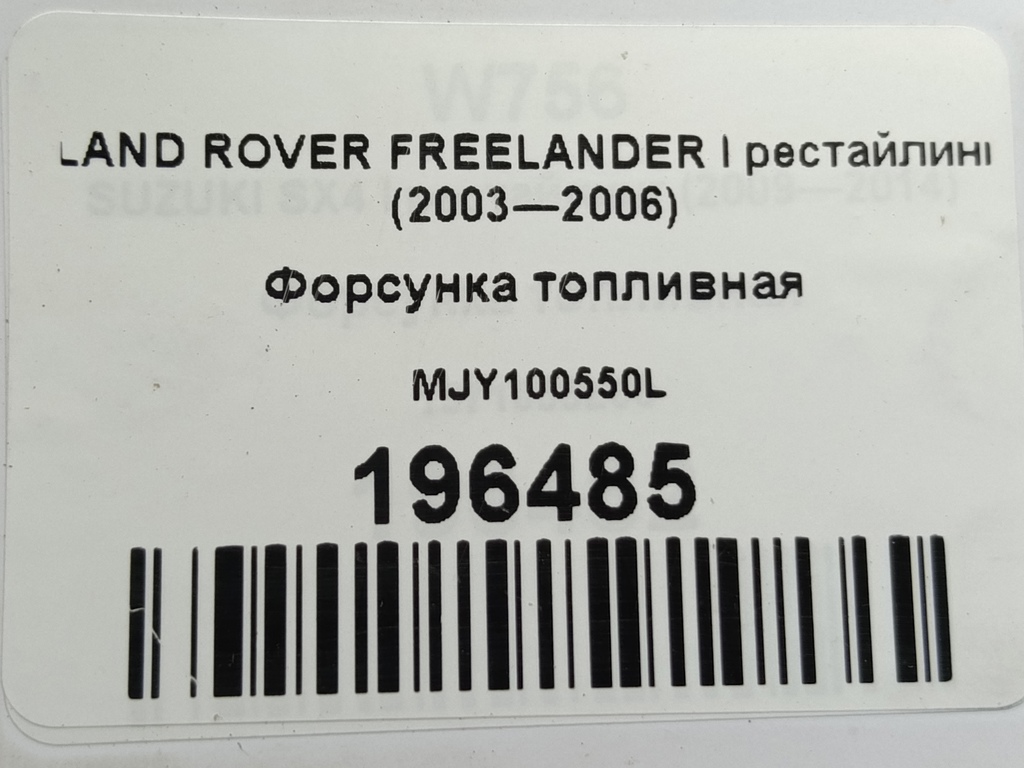 LAND ROVER FREELANDER I рестайлинг
(2003—2006)
Форсунка топливная
MJY100550L
196485